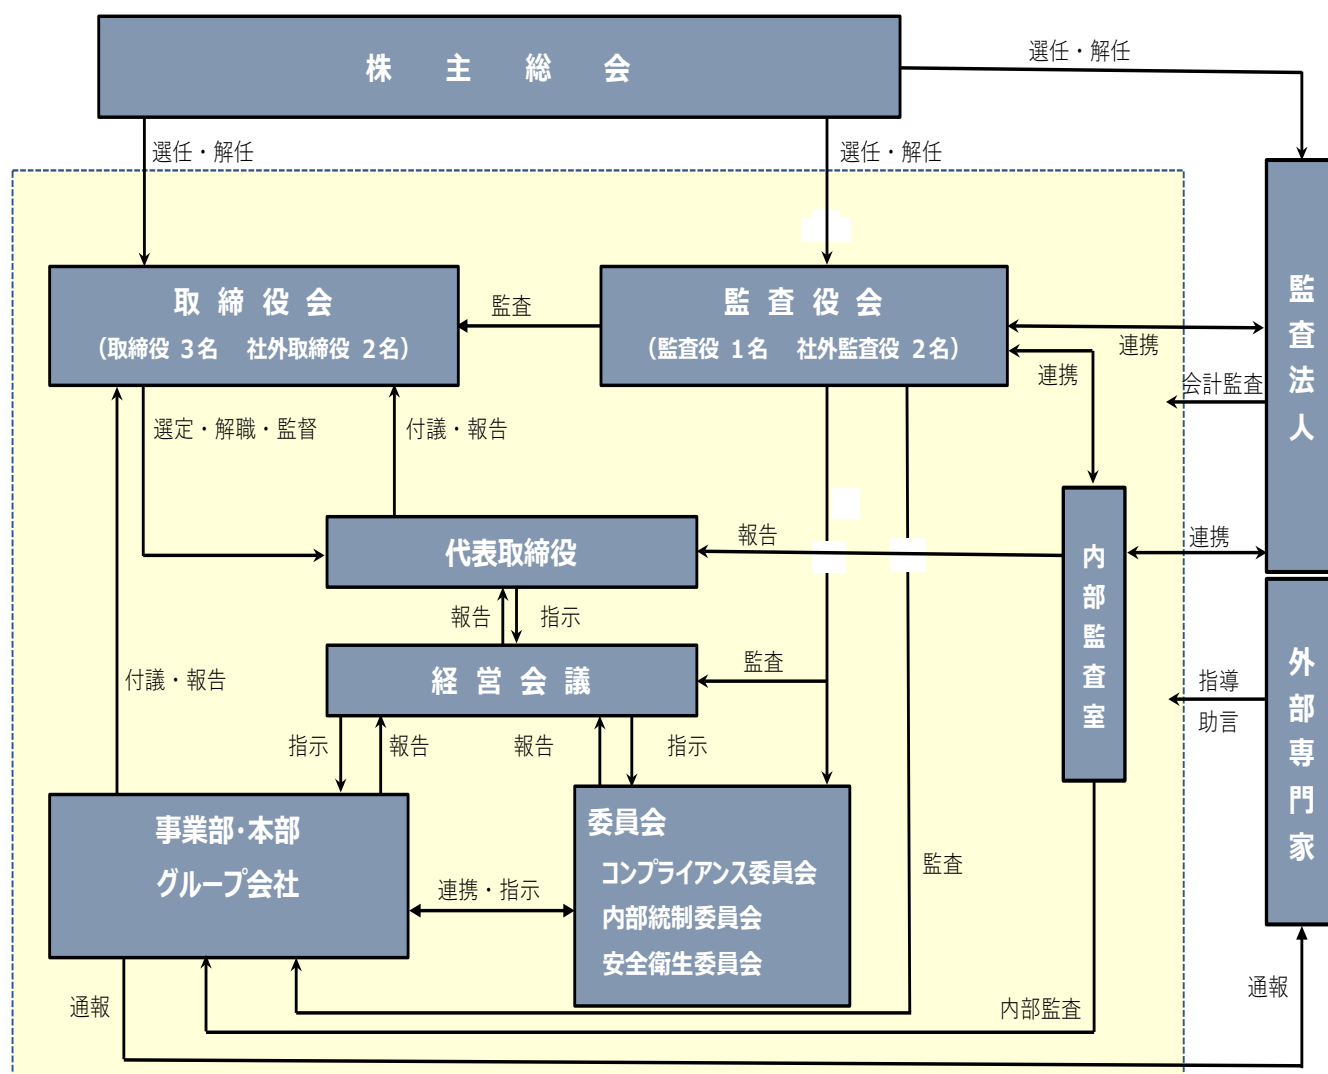 株 主 総 会
選任・解任
選任・解任
選任・解任
取 締 役 会
(取締役 3名 社外取締役 2名)
監査
監 査 役 会
(監査役 1名 社外監査役 2名)
連携
連携
会計監査
監査法人
選定・解職・監督
付議・報告
代表取締役
報告
内部監査室
連携
報告
指示
経 営 会 議
監査
付議・報告
指示
報告
報告
指示
指導
助言
外部専門家
事業部・本部
グループ会社
連携・指示
委員会
コンプライアンス委員会
内部統制委員会
安全衛生委員会
監査
通報
内部監査
通報